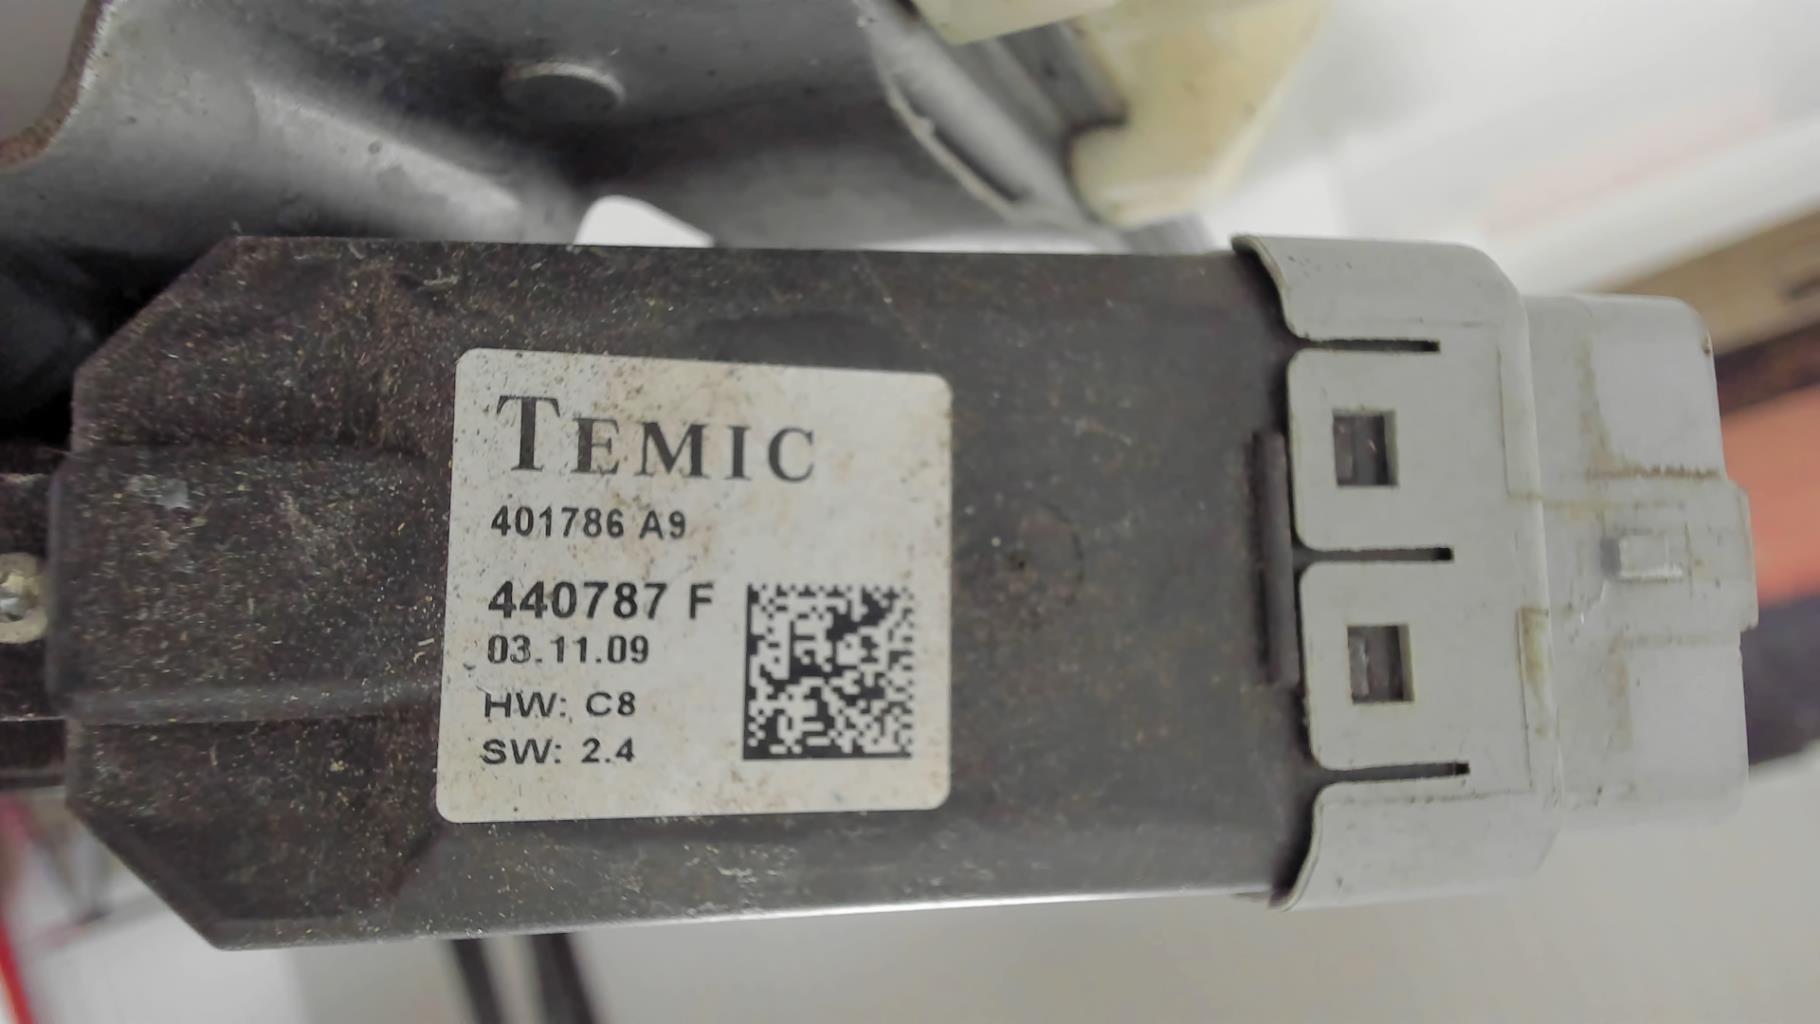 TEMIC
401786 A9
440787 F
03.11.09
HW: C8
SW: 2.4